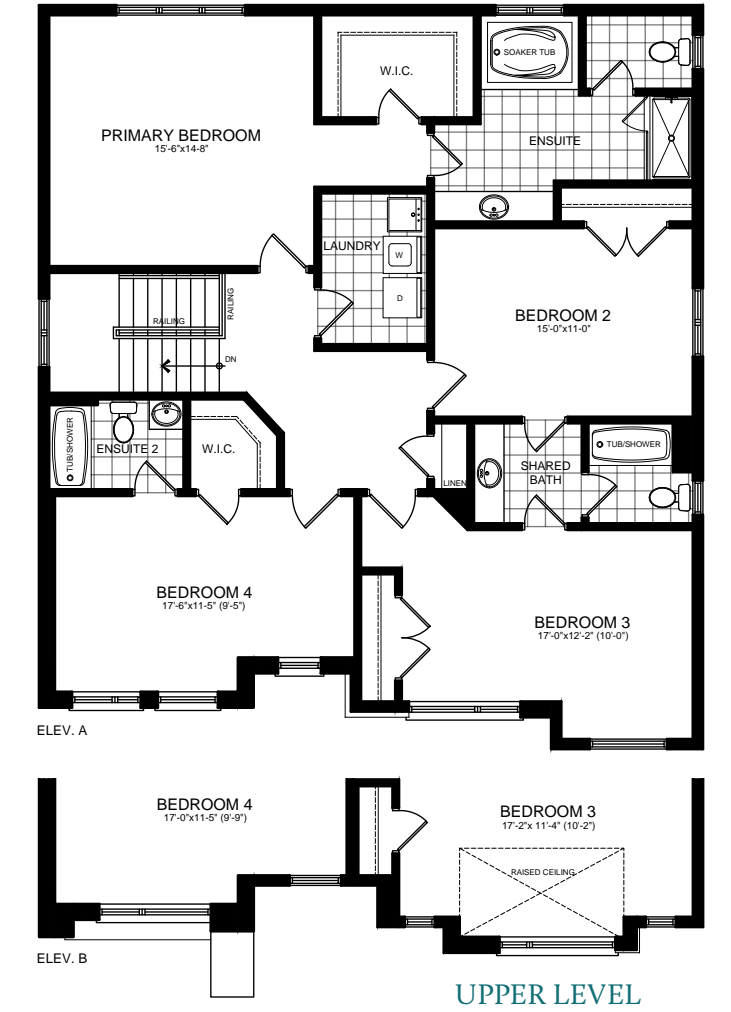 SOAKER TUB
W.I.C.
PRIMARY BEDROOM
15'-6"x14-8"
ENSUITE
LAUNDRY
W
D
RAILING
RAILING
DN
BEDROOM 2
15'-0"x11-0"
TUB/SHOWER
ENSUITE 2
W.I.C.
LINEN
SHARED
BATH
TUB/SHOWER
BEDROOM 4
17'-6"x11-5" (9'-5")
BEDROOM 3
17'-0"x12'-2" (10'-0")
ELEV. A
BEDROOM 4
17'-0"x11-5" (9'-9")
BEDROOM 3
17'-2"x 11'-4" (10'-2")
RAISED CEILING
ELEV. B
UPPER LEVEL